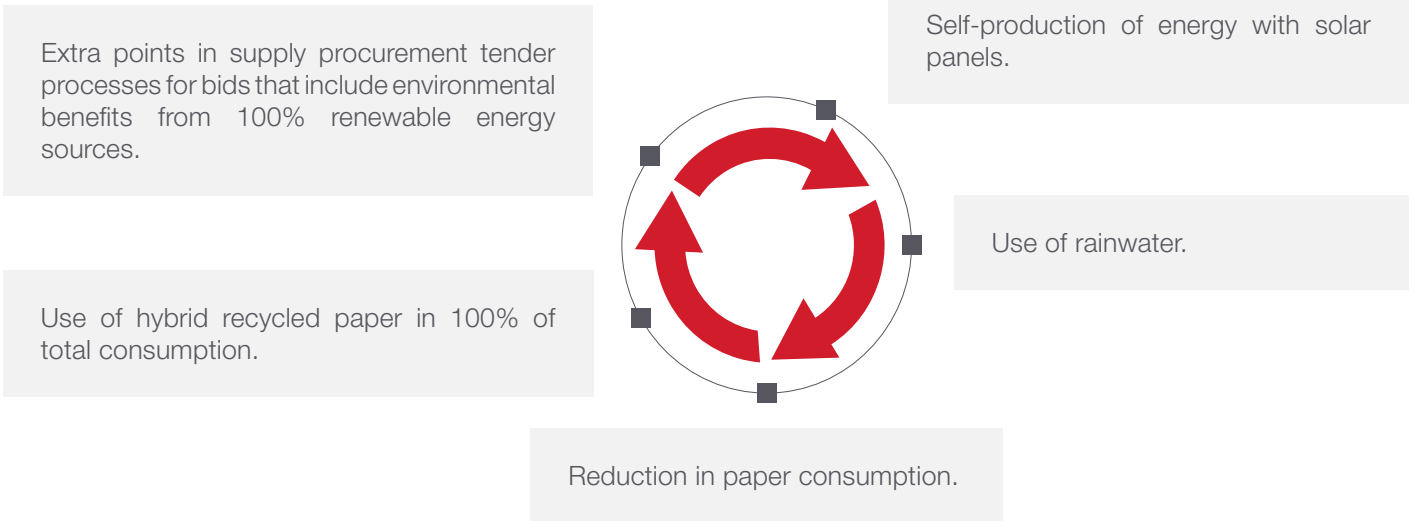 Extra points in supply procurement tender
processes for bids that include environmental
benefits from 100% renewable energy
sources.
Self-production of energy with solar
panels.
Use of rainwater.
Use of hybrid recycled paper in 100% of
total consumption.
Reduction in paper consumption.